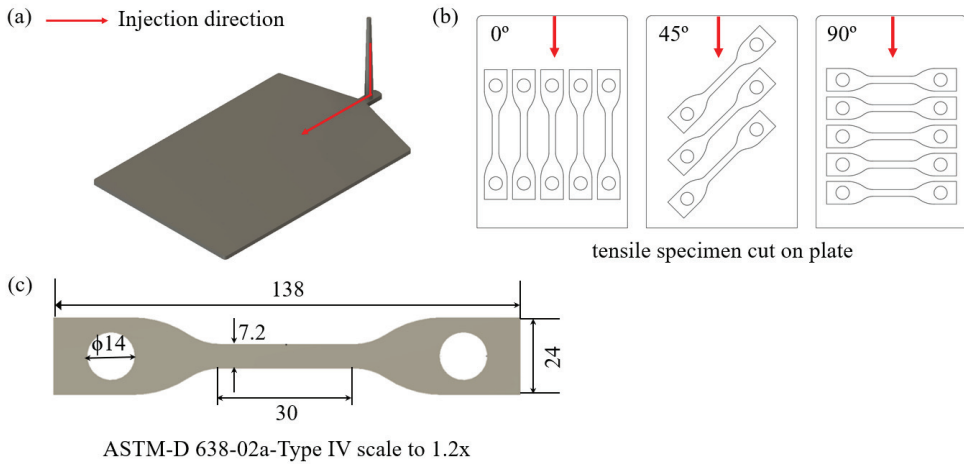 (a)
Injection direction
(b)
0º
45º
90º
tensile specimen cut on plate
(c)
138
ϕ14
7.2
24
30
ASTM-D 638-02a-Type IV scale to 1.2x